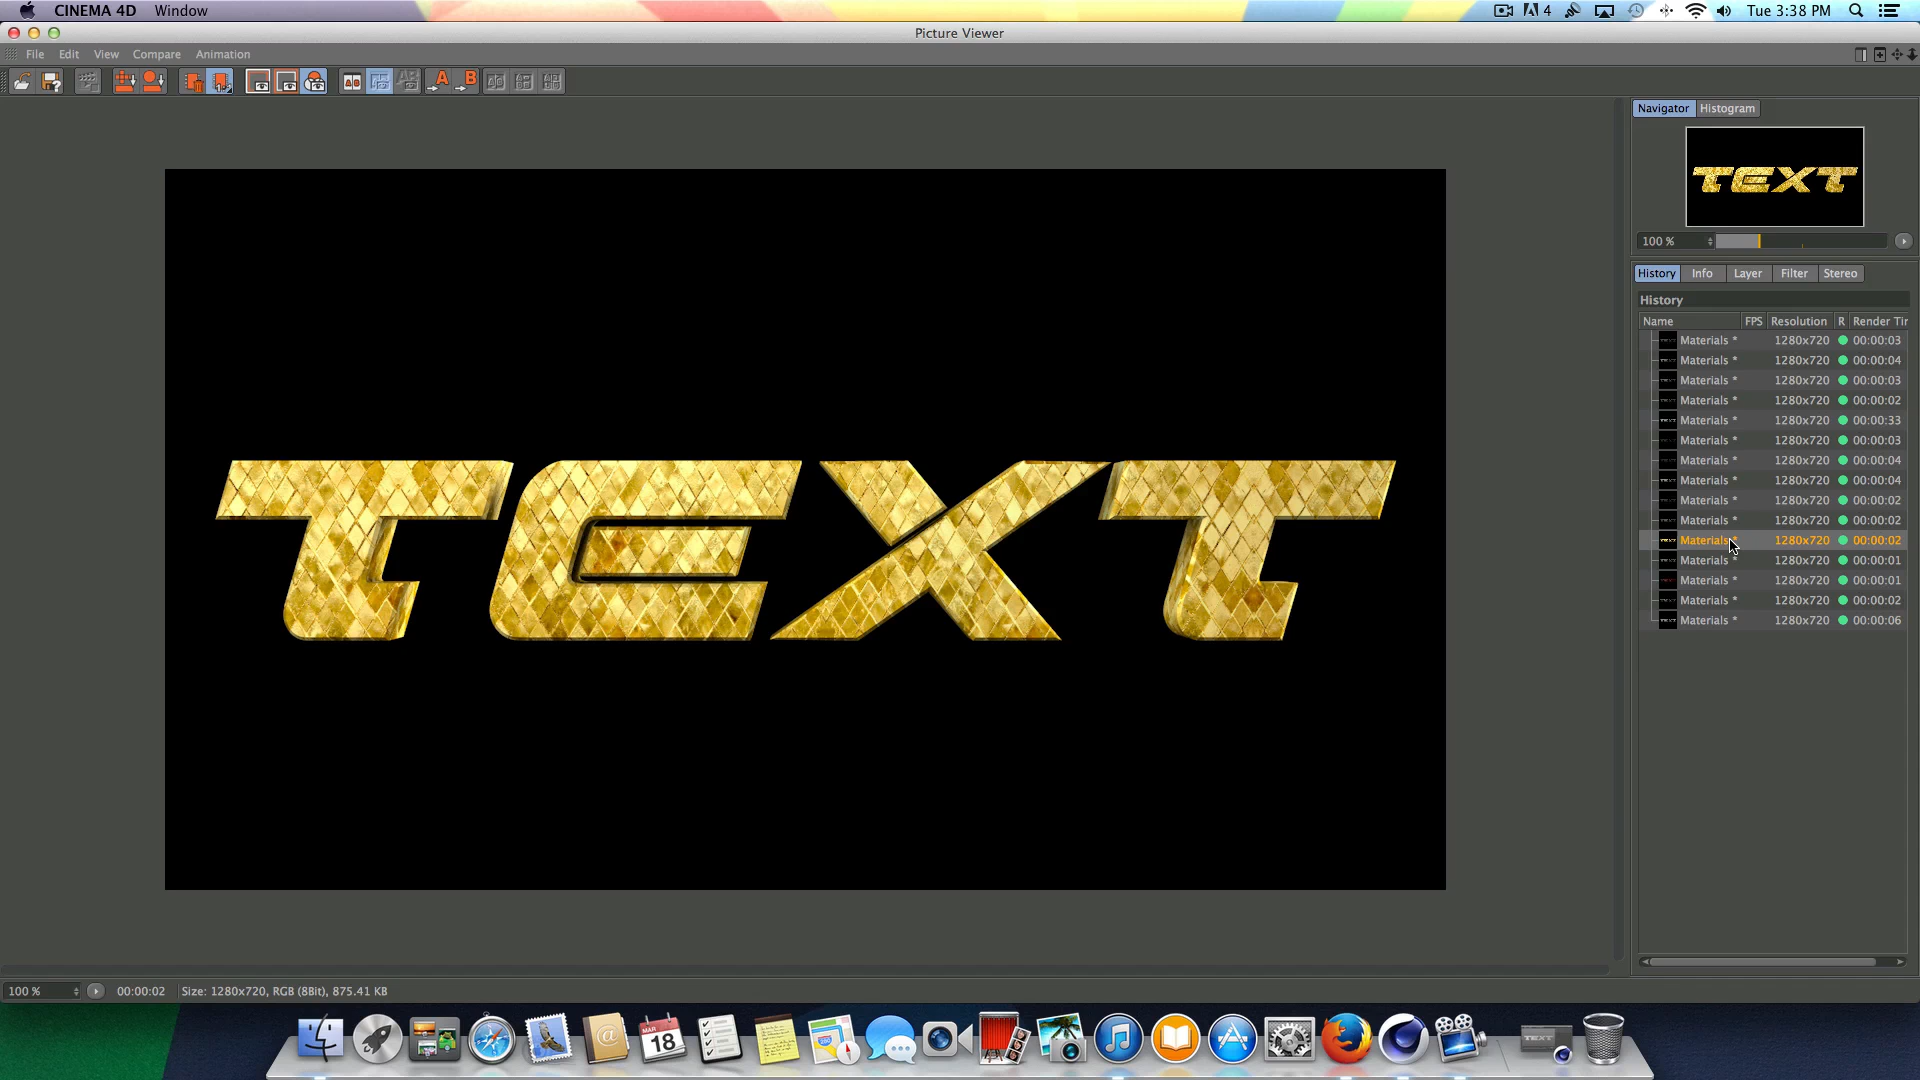 CINEMA 4D Window
4 Tue 3:38 PM
Picture Viewer
File Edit View Compare Animation
A B
TEXT
Navigator Histogram
TEXT
100 %
History Info Layer Filter Stereo
History
Name FPS Resolution R Render Tir
Materials * 1280x720 00:00:03
Materials * 1280x720 00:00:04
Materials * 1280x720 00:00:03
Materials * 1280x720 00:00:02
Materials * 1280x720 00:00:33
Materials * 1280x720 00:00:03
Materials * 1280x720 00:00:04
Materials * 1280x720 00:00:04
Materials * 1280x720 00:00:02
Materials * 1280x720 00:00:02
Materials * 1280x720 00:00:02
Materials * 1280x720 00:00:01
Materials * 1280x720 00:00:01
Materials * 1280x720 00:00:02
Materials * 1280x720 00:00:06
100 % 00:00:02 Size: 1280x720, RGB (8Bit), 875.41 KB
MAR
18
TEXT